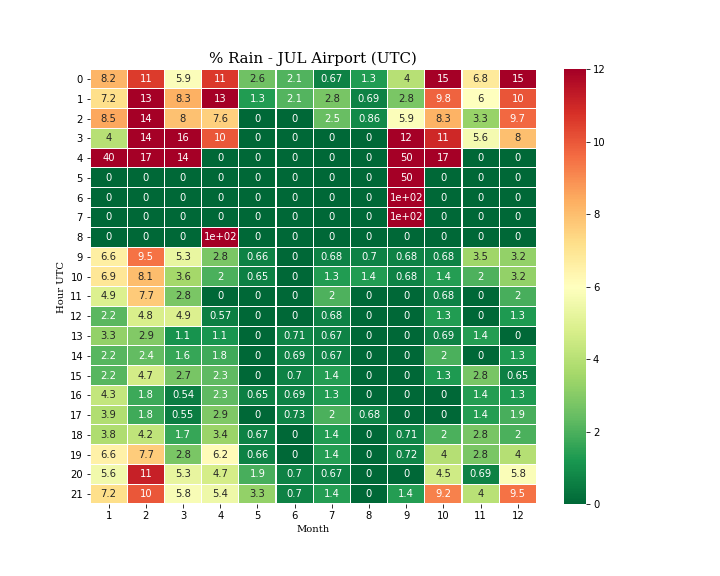 % Rain - JUL Airport (UTC)
0 8.2 11 5.9 11 2.6 2.1 0.67 1.3 4 15 6.8 15
1 7.2 13 8.3 13 1.3 2.1 2.8 0.69 2.8 9.8 6 10
2 8.5 14 8 7.6 0 0 2.5 0.86 5.9 8.3 3.3 9.7
3 4 14 16 10 0 0 0 0 12 11 5.6 8
4 40 17 14 0 0 0 0 0 50 17 0 0
5 0 0 0 0 0 0 0 0 50 0 0 0
6 0 0 0 0 0 0 0 0 1e+02 0 0 0
7 0 0 0 0 0 0 0 0 1e+02 0 0 0
8 0 0 0 1e+02 0 0 0 0 0 0 0 0
9 6.6 9.5 5.3 2.8 0.66 0 0.68 0.7 0.68 0.68 3.5 3.2
10 6.9 8.1 3.6 2 0.65 0 1.3 1.4 0.68 1.4 2 3.2
11 4.9 7.7 2.8 0 0 0 2 0 0 0.68 0 2
12 2.2 4.8 4.9 0.57 0 0 0.68 0 0 1.3 0 1.3
13 3.3 2.9 1.1 1.1 0 0.71 0.67 0 0 0.69 1.4 0
14 2.2 2.4 1.6 1.8 0 0.69 0.67 0 0 2 0 1.3
15 2.2 4.7 2.7 2.3 0 0.7 1.4 0 0 1.3 2.8 0.65
16 4.3 1.8 0.54 2.3 0.65 0.69 1.3 0 0 0 1.4 1.3
17 3.9 1.8 0.55 2.9 0 0.73 2 0.68 0 0 1.4 1.9
18 3.8 4.2 1.7 3.4 0.67 0 1.4 0 0.71 2 2.8 2
19 6.6 7.7 2.8 6.2 0.66 0 1.4 0 0.72 4 2.8 4
20 5.6 11 5.3 4.7 1.9 0.7 0.67 0 0 4.5 0.69 5.8
21 7.2 10 5.8 5.4 3.3 0.7 1.4 0 1.4 9.2 4 9.5
1 2 3 4 5 6 7 8 9 10 11 12
Month
Hour UTC
12
10
8
6
4
2
0